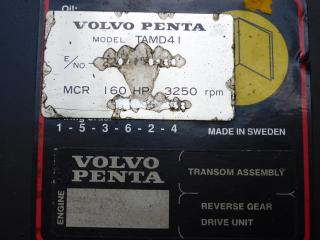 Oil:
VOLVO PENTA
MODEL TAMD41
E/NO.
MCR 160 HP 3250 rpm
1-5-3-6-2-4
MADE IN SWEDEN
VOLVO
PENTA
TRANSOM ASSEMBLY
ENGINE
REVERSE GEAR
DRIVE UNIT